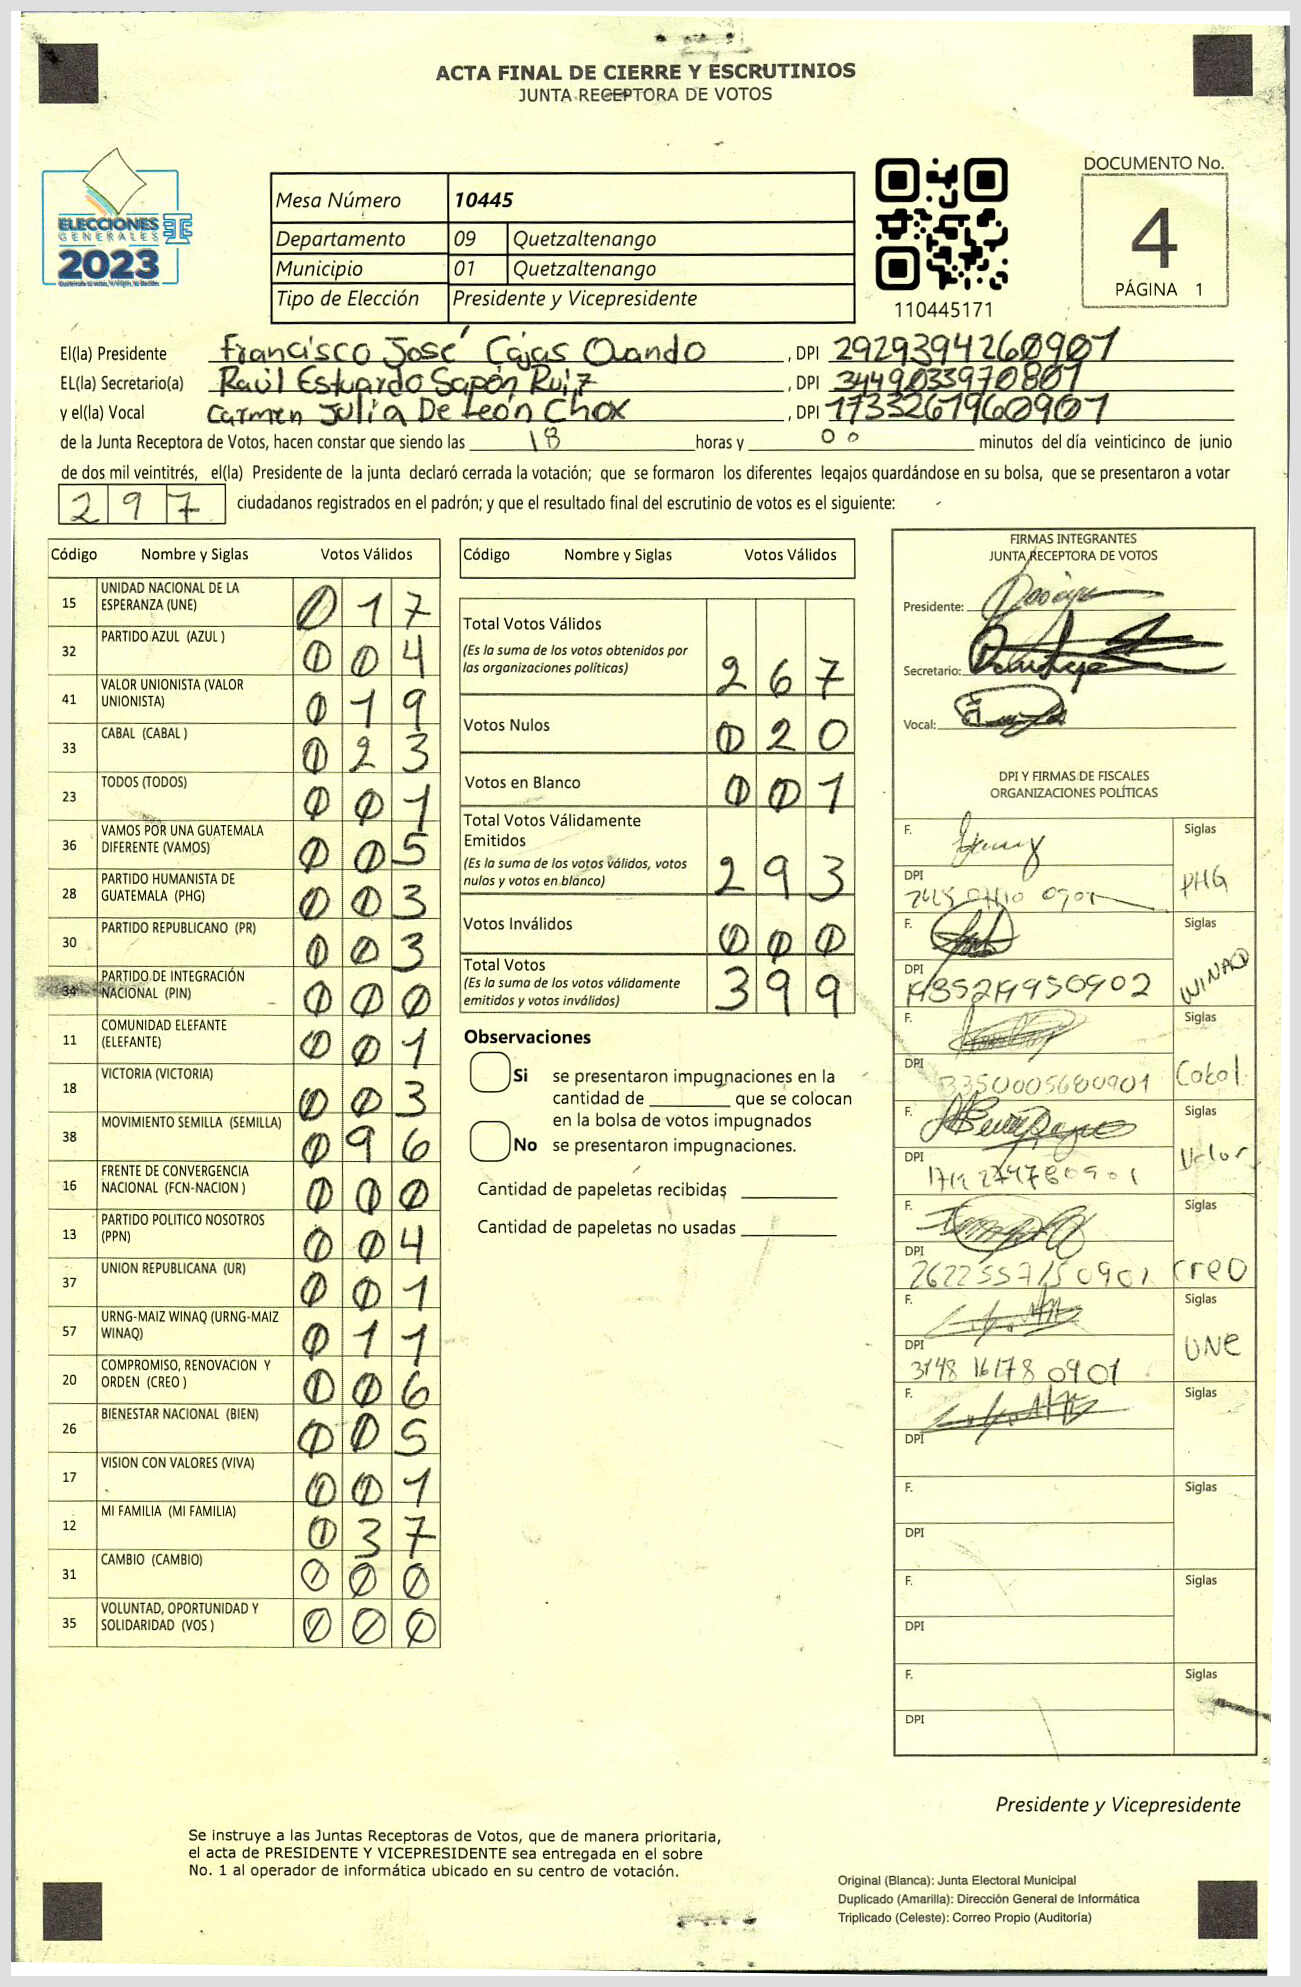 ACTA FINAL DE CIERRE Y ESCRUTINIOS
JUNTA RECEPTORA DE VOTOS
ELECCIONES
GENERALES
2023
Mesa Número 10445
Departamento 09 Quetzaltenango
Municipio 01 Quetzaltenango
Tipo de Elección Presidente y Vicepresidente
110445171
DOCUMENTO No.
4
PÁGINA 1
El(la) Presidente Francisco José Cajas Ovando , DPI 2929394260901
EL(la) Secretario(a) Raúl Estuardo Sapón Ruiz , DPI 3449033970801
y el(la) Vocal Carmen Julia De León Chox , DPI 1733267960901
de la Junta Receptora de Votos, hacen constar que siendo las 18 horas y 00 minutos del día veinticinco de junio
de dos mil veintitrés, el(la) Presidente de la junta declaró cerrada la votación; que se formaron los diferentes legajos quardándose en su bolsa, que se presentaron a votar
297 ciudadanos registrados en el padrón; y que el resultado final del escrutinio de votos es el siguiente:
Código Nombre y Siglas Votos Válidos
15 UNIDAD NACIONAL DE LA ESPERANZA (UNE) 017
32 PARTIDO AZUL (AZUL ) 004
41 VALOR UNIONISTA (VALOR UNIONISTA) 019
33 CABAL (CABAL ) 023
23 TODOS (TODOS) 001
36 VAMOS POR UNA GUATEMALA DIFERENTE (VAMOS) 005
28 PARTIDO HUMANISTA DE GUATEMALA (PHG) 003
30 PARTIDO REPUBLICANO (PR) 003
34 PARTIDO DE INTEGRACIÓN NACIONAL (PIN) 000
11 COMUNIDAD ELEFANTE (ELEFANTE) 001
18 VICTORIA (VICTORIA) 003
38 MOVIMIENTO SEMILLA (SEMILLA) 096
16 FRENTE DE CONVERGENCIA NACIONAL (FCN-NACION ) 000
13 PARTIDO POLITICO NOSOTROS (PPN) 004
37 UNION REPUBLICANA (UR) 001
57 URNG-MAIZ WINAQ (URNG-MAIZ WINAQ) 011
20 COMPROMISO, RENOVACION Y ORDEN (CREO ) 006
26 BIENESTAR NACIONAL (BIEN) 005
17 VISION CON VALORES (VIVA) 001
12 MI FAMILIA (MI FAMILIA) 037
31 CAMBIO (CAMBIO) 000
35 VOLUNTAD, OPORTUNIDAD Y SOLIDARIDAD (VOS ) 000
Código Nombre y Siglas Votos Válidos
Total Votos Válidos
(Es la suma de los votos obtenidos por
las organizaciones políticas) 267
Votos Nulos 020
Votos en Blanco 001
Total Votos Válidamente
Emitidos
(Es la suma de los votos válidos, votos
nulos y votos en blanco) 293
Votos Inválidos 000
Total Votos
(Es la suma de los votos válidamente
emitidos y votos inválidos) 399
Observaciones
Si se presentaron impugnaciones en la
cantidad de ________ que se colocan
en la bolsa de votos impugnados
No se presentaron impugnaciones.
Cantidad de papeletas recibidas
Cantidad de papeletas no usadas
FIRMAS INTEGRANTES
JUNTA RECEPTORA DE VOTOS
Presidente:
Secretario:
Vocal:
DPI Y FIRMAS DE FISCALES
ORGANIZACIONES POLÍTICAS
F. Siglas
DPI PHG
F. Siglas
DPI WINAQ
F. Siglas
DPI 3350005680901 Cabal
F. Siglas
DPI Valor
F. Siglas
DPI 2622557150901 creo
F. Siglas
DPI 3148 16178 0901 UNE
F. Siglas
DPI
F. Siglas
DPI
F. Siglas
DPI
F. Siglas
DPI
Presidente y Vicepresidente
Se instruye a las Juntas Receptoras de Votos, que de manera prioritaria,
el acta de PRESIDENTE Y VICEPRESIDENTE sea entregada en el sobre
No. 1 al operador de informática ubicado en su centro de votación.
Original (Blanca): Junta Electoral Municipal
Duplicado (Amarilla): Dirección General de Informática
Triplicado (Celeste): Correo Propio (Auditoría)